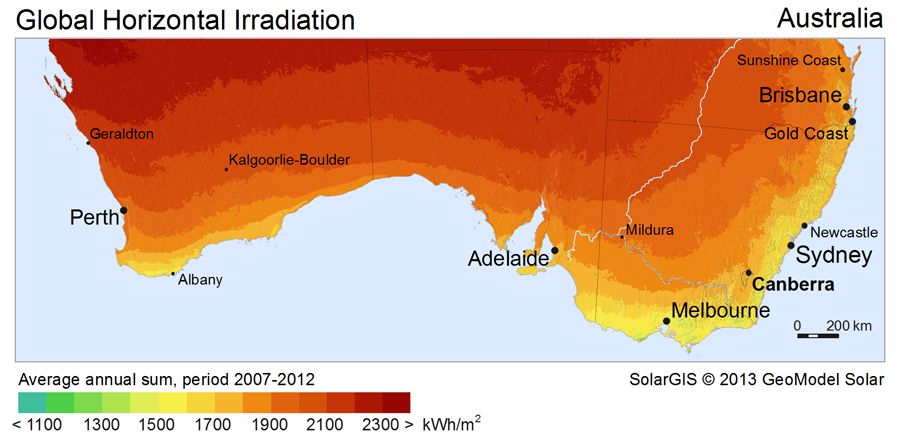 Global Horizontal Irradiation
Australia
Sunshine Coast
Brisbane
Gold Coast
Geraldton
Kalgoorlie-Boulder
Perth
Mildura
Newcastle
Sydney
Adelaide
Albany
Canberra
Melbourne
0 200 km
Average annual sum, period 2007-2012
SolarGIS © 2013 GeoModel Solar
< 1100 1300 1500 1700 1900 2100 2300 > kWh/m²